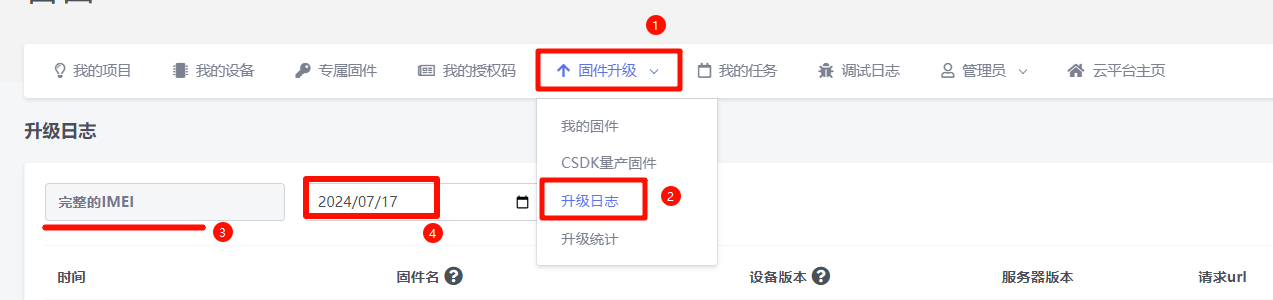 1
我的项目 我的设备 专属固件 我的授权码 固件升级 我的任务 调试日志 管理员 云平台主页
升级日志
我的固件
CSDK量产固件
完整的IMEI 2024/07/17 升级日志 2
3 4
升级统计
时间 固件名 ? 设备版本 ? 服务器版本 请求url